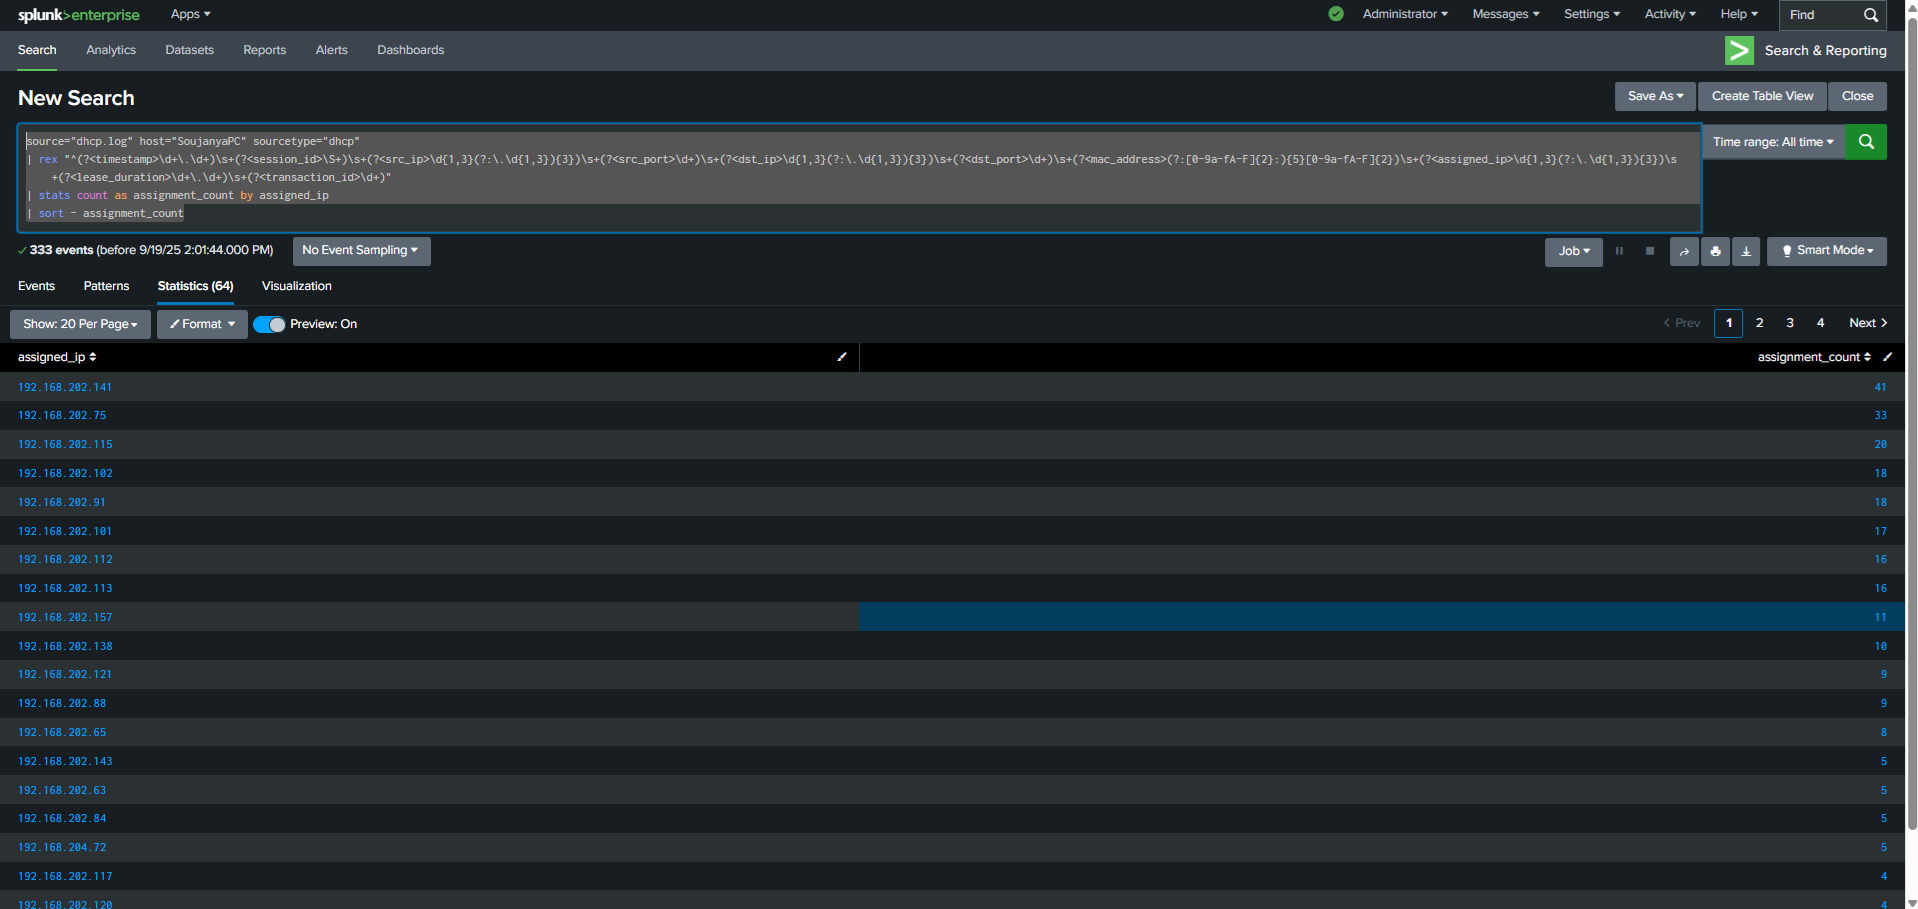 splunk>enterprise Apps Administrator Messages Settings Activity Help Find
Search Analytics Datasets Reports Alerts Dashboards Search & Reporting
New Search Save As Create Table View Close
source="dhcp.log" host="SoujanyaPC" sourcetype="dhcp" Time range: All time
| rex "^(?<timestamp>\d+\.\d+)\s+(?<session_id>\S+)\s+(?<src_ip>\d{1,3}(?:\.\d{1,3}){3})\s+(?<src_port>\d+)\s+(?<dst_ip>\d{1,3}(?:\.\d{1,3}){3})\s+(?<dst_port>\d+)\s+(?<mac_address>(?:[0-9a-fA-F]{2}:){5}[0-9a-fA-F]{2})\s+(?<assigned_ip>\d{1,3}(?:\.\d{1,3}){3})\s
+(?<lease_duration>\d+\.\d+)\s+(?<transaction_id>\d+)"
| stats count as assignment_count by assigned_ip
| sort - assignment_count
333 events (before 9/19/25 2:01:44.000 PM) No Event Sampling Job Smart Mode
Events Patterns Statistics (64) Visualization
Show: 20 Per Page Format Preview: On < Prev 1 2 3 4 Next >
assigned_ip assignment_count
192.168.202.141 41
192.168.202.75 33
192.168.202.115 20
192.168.202.102 18
192.168.202.91 18
192.168.202.101 17
192.168.202.112 16
192.168.202.113 16
192.168.202.157 11
192.168.202.138 10
192.168.202.121 9
192.168.202.88 9
192.168.202.65 8
192.168.202.143 5
192.168.202.63 5
192.168.202.84 5
192.168.204.72 5
192.168.202.117 4
192.168.202.120 4